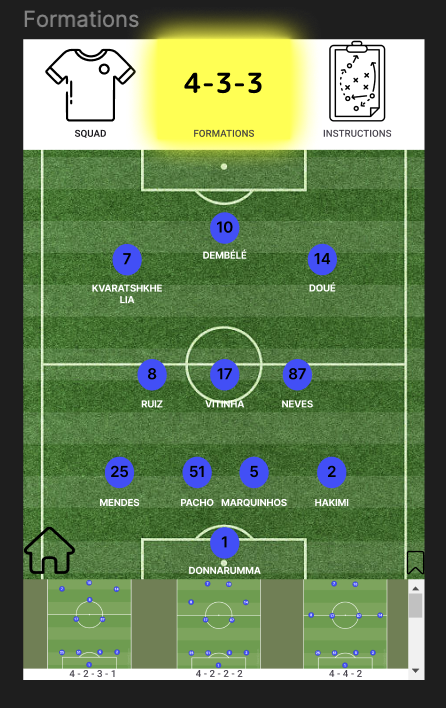 Formations
4-3-3
SQUAD
FORMATIONS
INSTRUCTIONS
10
DEMBÉLÉ
7
14
KVARATSHKHE
LIA
DOUÉ
8
17
87
RUIZ
VITINHA
NEVES
25
51
5
2
MENDES
PACHO
MARQUINHOS
HAKIMI
1
DONNARUMMA
4 - 2 - 3 - 1
4 - 2 - 2 - 2
4 - 4 - 2